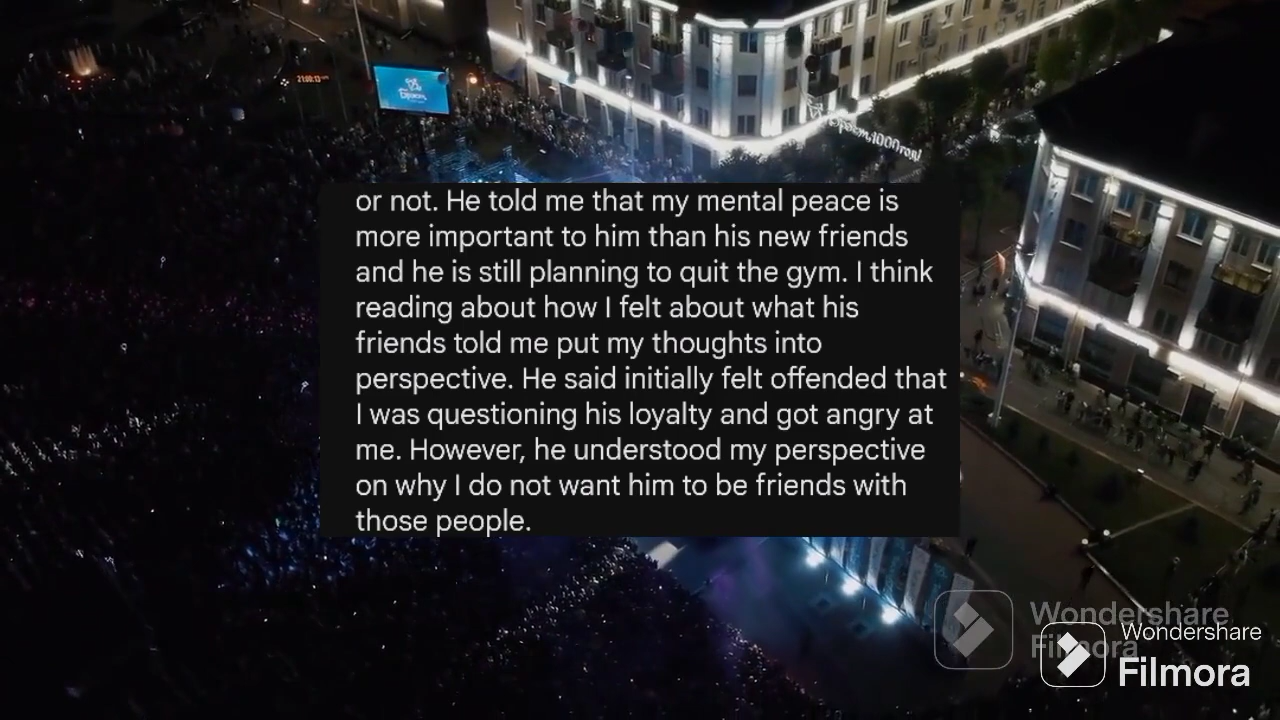 or not. He told me that my mental peace is
more important to him than his new friends
and he is still planning to quit the gym. I think
reading about how I felt about what his
friends told me put my thoughts into
perspective. He said initially felt offended that
I was questioning his loyalty and got angry at
me. However, he understood my perspective
on why I do not want him to be friends with
those people.
Wondershare
Filmora
Wondershare
Filmora